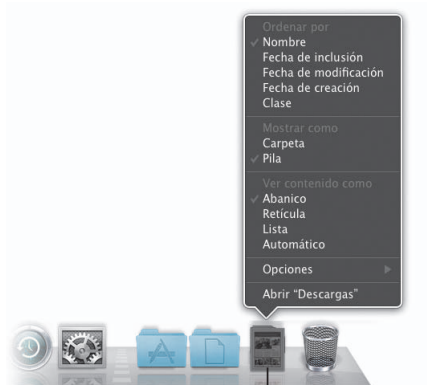 Ordenar por
✓ Nombre
Fecha de inclusión
Fecha de modificación
Fecha de creación
Clase
Mostrar como
Carpeta
✓ Pila
Ver contenido como
✓ Abanico
Retícula
Lista
Automático
Opciones
Abrir “Descargas”